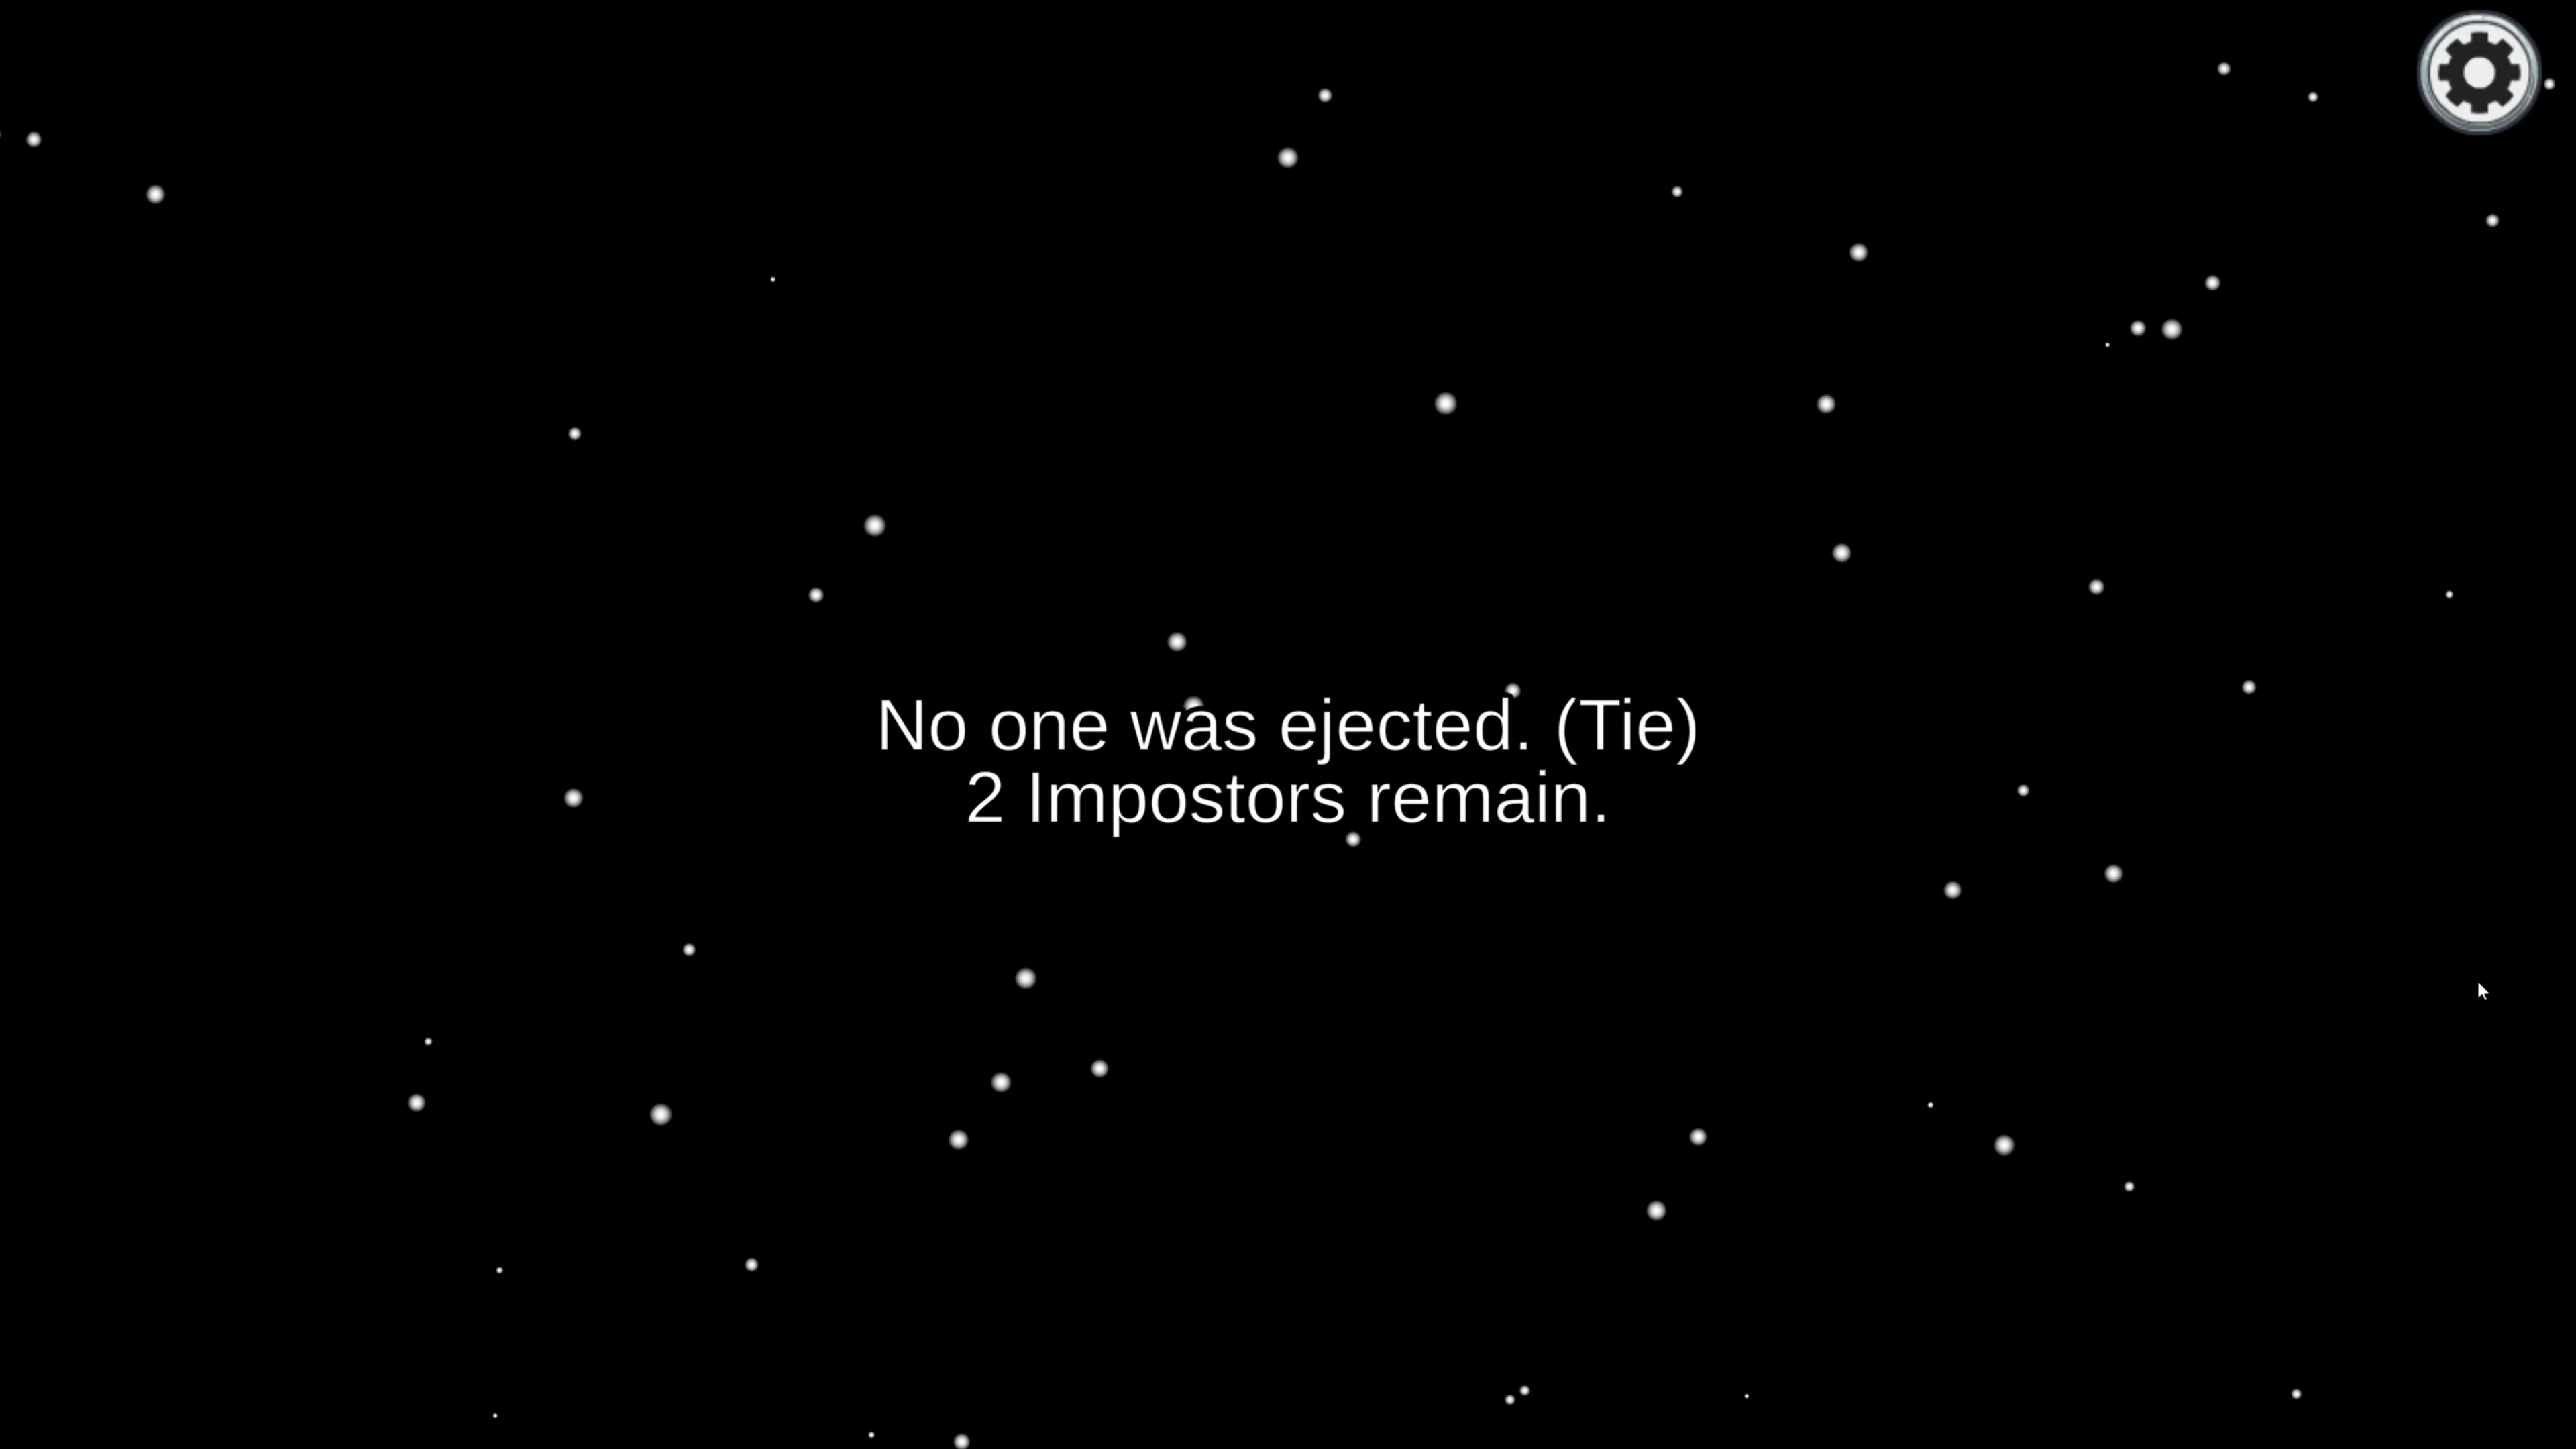 No one was ejected. (Tie)
2 Impostors remain.